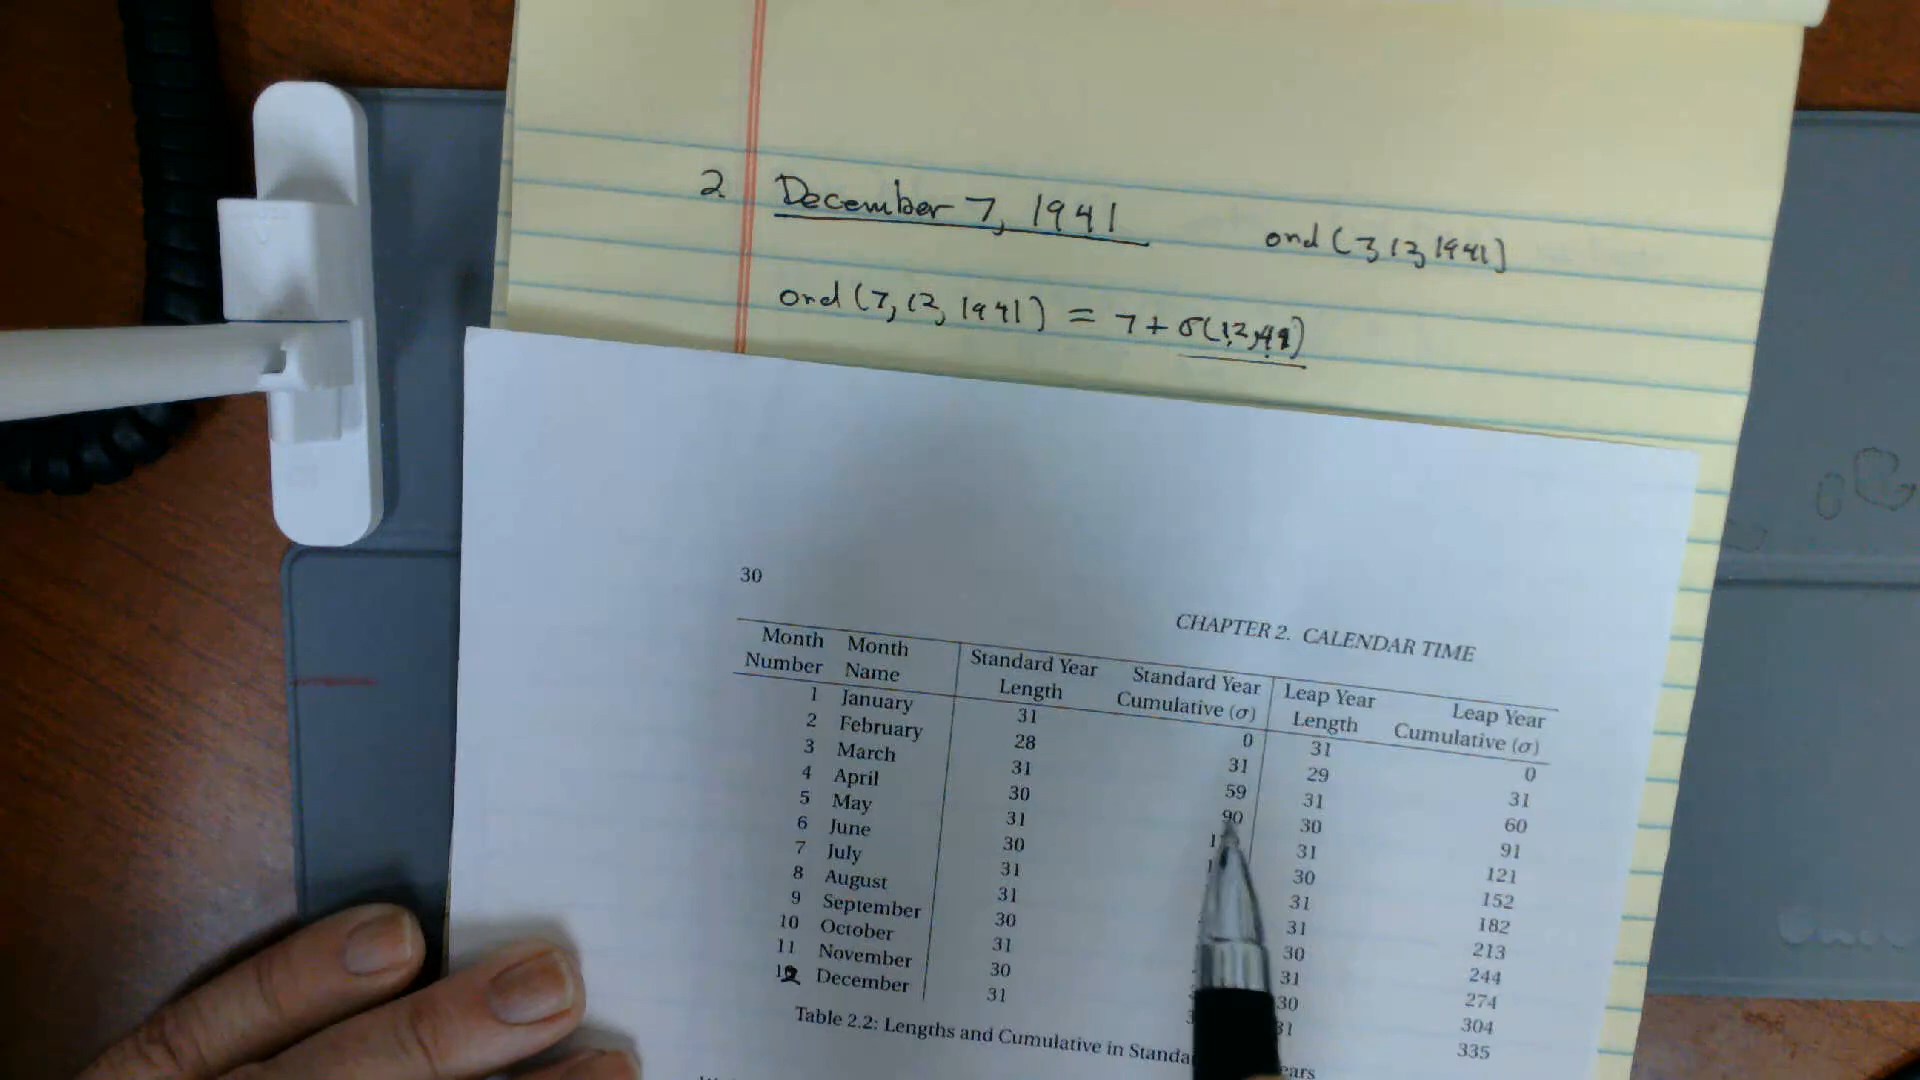 2 December 7, 1941 ord (7, 12, 1941)
ord (7, 12, 1941) = 7 + σ(12, 41)
30
CHAPTER 2. CALENDAR TIME
Month Number Month Name Standard Year Length Standard Year Cumulative (σ) Leap Year Length Leap Year Cumulative (σ)
1 January 31 0 31 0
2 February 28 31 29 31
3 March 31 59 31 60
4 April 30 90 30 91
5 May 31 31 121
6 June 30 30 152
7 July 31 31 182
8 August 31 31 213
9 September 30 30 244
10 October 31 31 274
11 November 30 30 304
12 December 31 31 335
Table 2.2: Lengths and Cumulative in